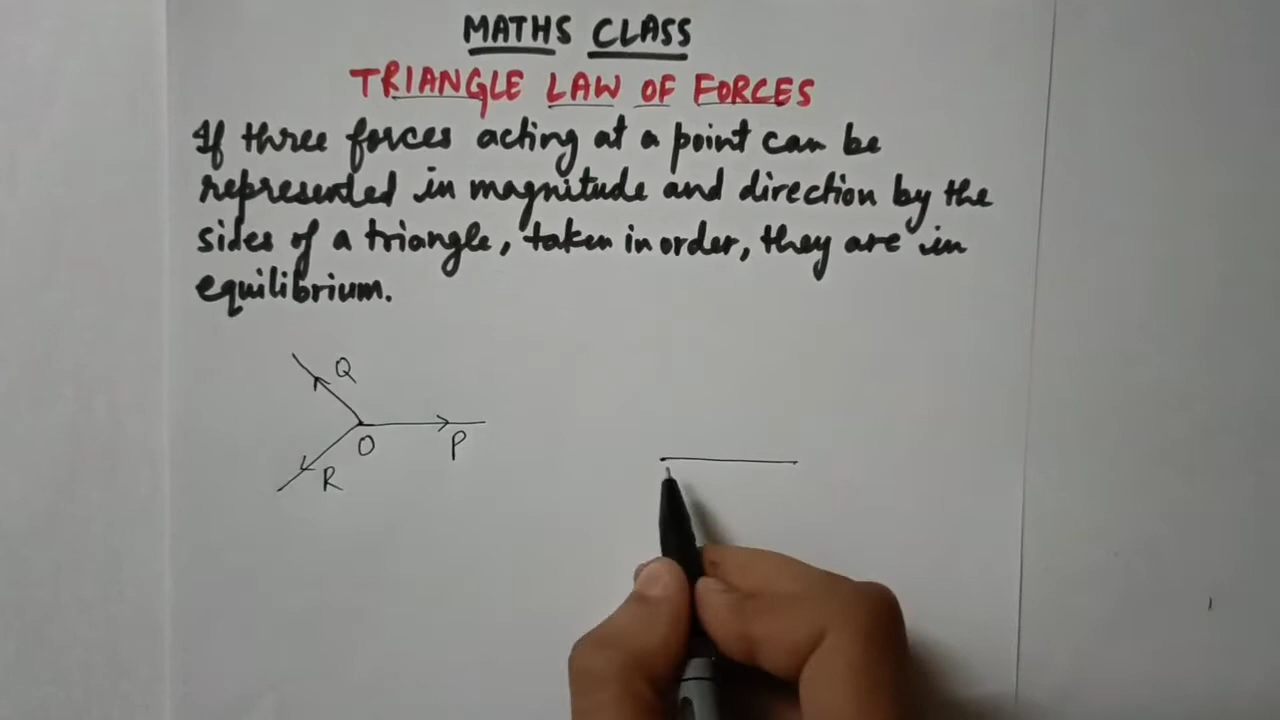 MATHS CLASS
TRIANGLE LAW OF FORCES
If three forces acting at a point can be
represented in magnitude and direction by the
sides of a triangle, taken in order, they are in
equilibrium.
Q
O
P
R